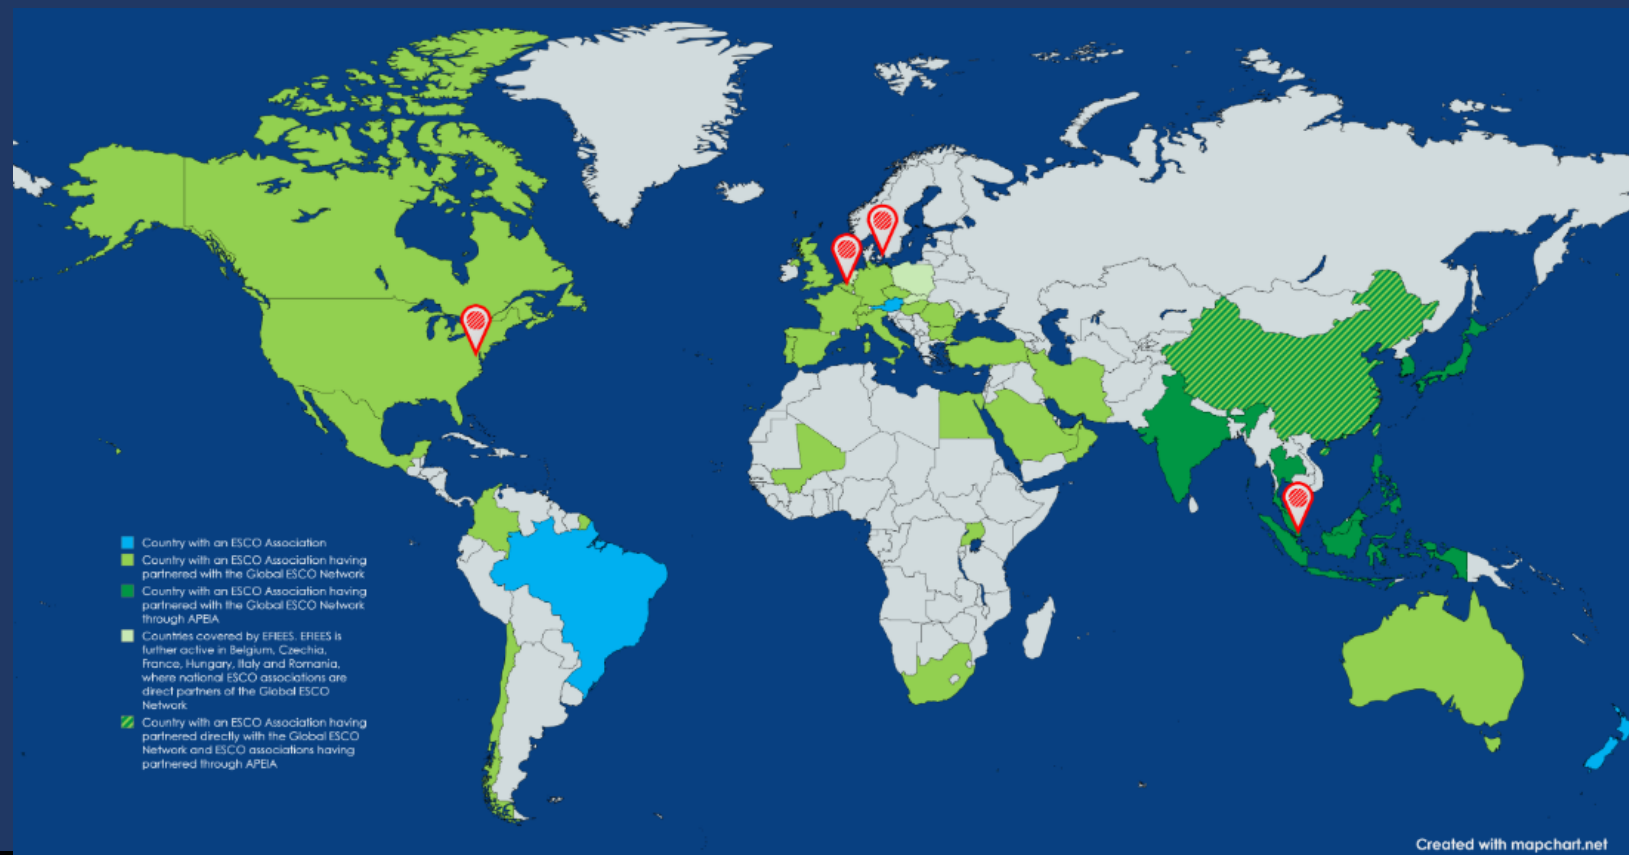 Country with an ESCO Association
Country with an ESCO Association having
partnered with the Global ESCO Network
Country with an ESCO Association having
partnered with the Global ESCO Network
through APEIA
Countries covered by EFIEES. EFIEES is
further active in Belgium, Czechia,
France, Hungary, Italy and Romania,
where national ESCO associations are
direct partners of the Global ESCO
Network
Country with an ESCO Association having
partnered directly with the Global ESCO
Network and ESCO associations having
partnered through APEIA
Created with mapchart.net